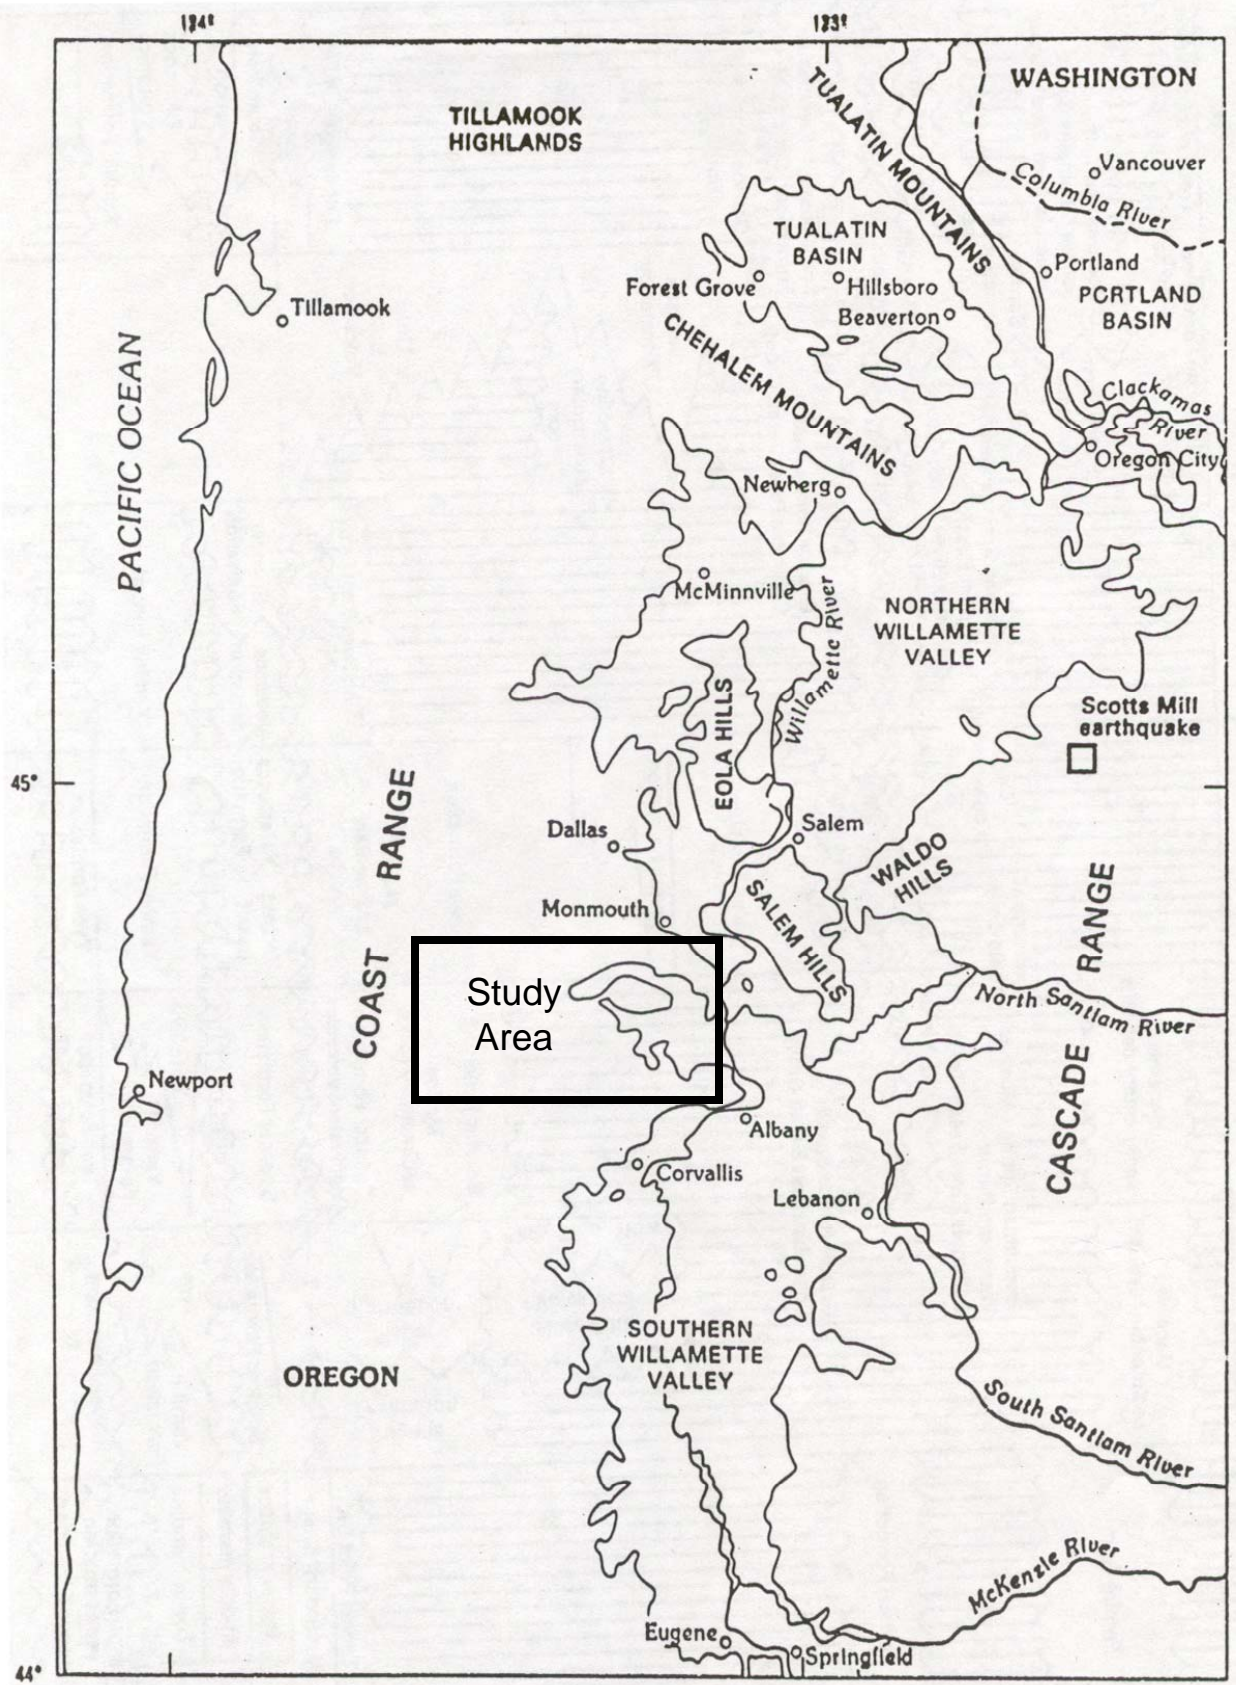 124°
123°
WASHINGTON
TILLAMOOK
HIGHLANDS
TUALATIN MOUNTAINS
Vancouver
Columbia River
TUALATIN
BASIN
Portland
Forest Grove
Hillsboro
PORTLAND
BASIN
Beaverton
Tillamook
CHEHALEM MOUNTAINS
PACIFIC OCEAN
Clackamas
River
Oregon City
Newberg
McMinnville
Willamette River
NORTHERN
WILLAMETTE
VALLEY
EOLA HILLS
Scotts Mill
earthquake
45°
COAST RANGE
Dallas
Salem
WALDO
HILLS
Monmouth
SALEM HILLS
CASCADE RANGE
Study
Area
North Santiam River
Newport
Albany
Corvallis
Lebanon
SOUTHERN
WILLAMETTE
VALLEY
OREGON
South Santiam River
McKenzie River
Eugene
Springfield
44°